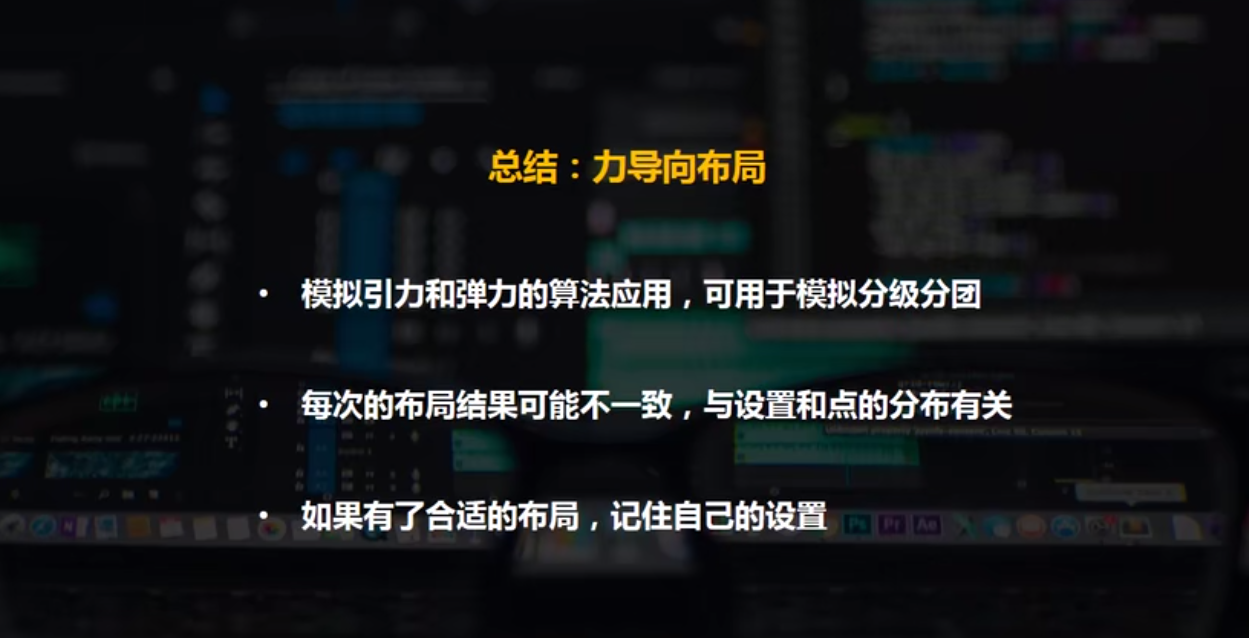 总结：力导向布局
• 模拟引力和弹力的算法应用，可用于模拟分级分团
• 每次的布局结果可能不一致，与设置和点的分布有关
• 如果有了合适的布局，记住自己的设置
Ps Pr Ae